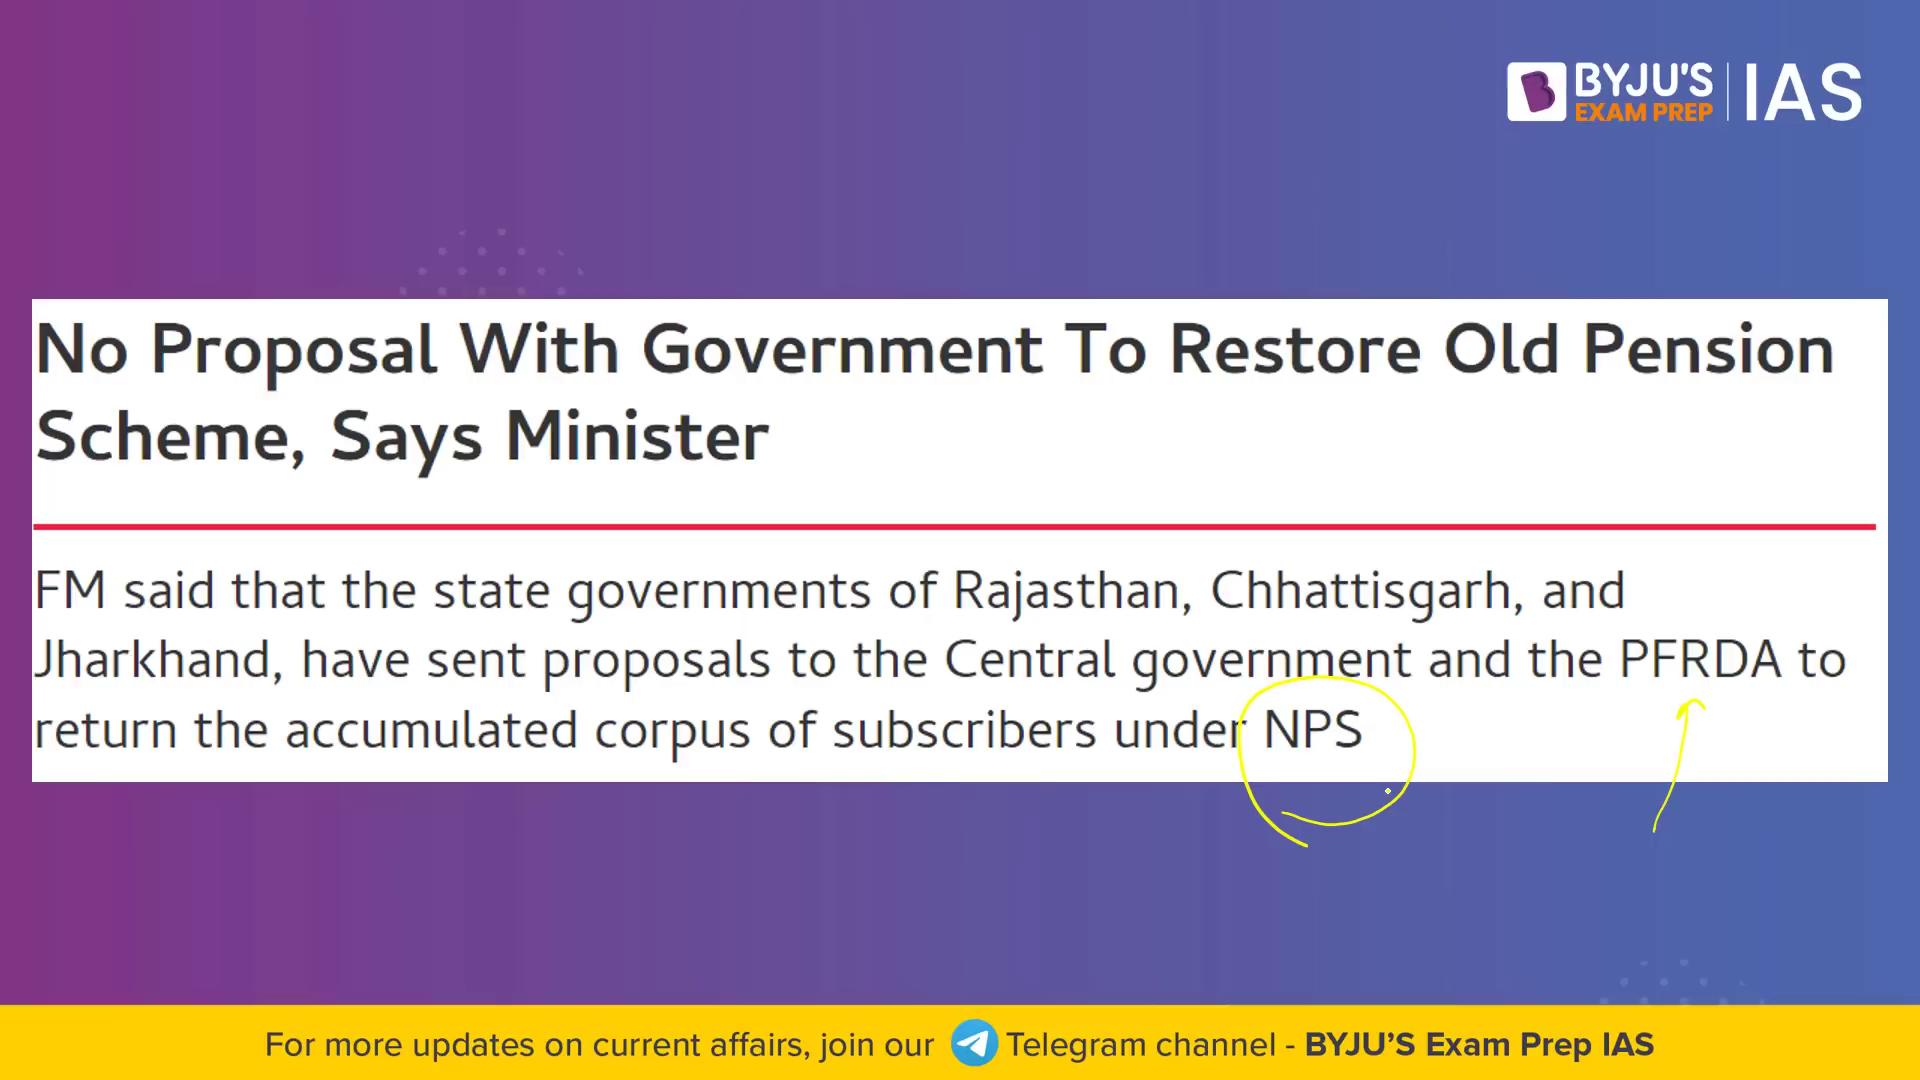 BYJU'S
EXAM PREP
IAS
No Proposal With Government To Restore Old Pension
Scheme, Says Minister
FM said that the state governments of Rajasthan, Chhattisgarh, and
Jharkhand, have sent proposals to the Central government and the PFRDA to
return the accumulated corpus of subscribers under NPS
For more updates on current affairs, join our Telegram channel - BYJU'S Exam Prep IAS